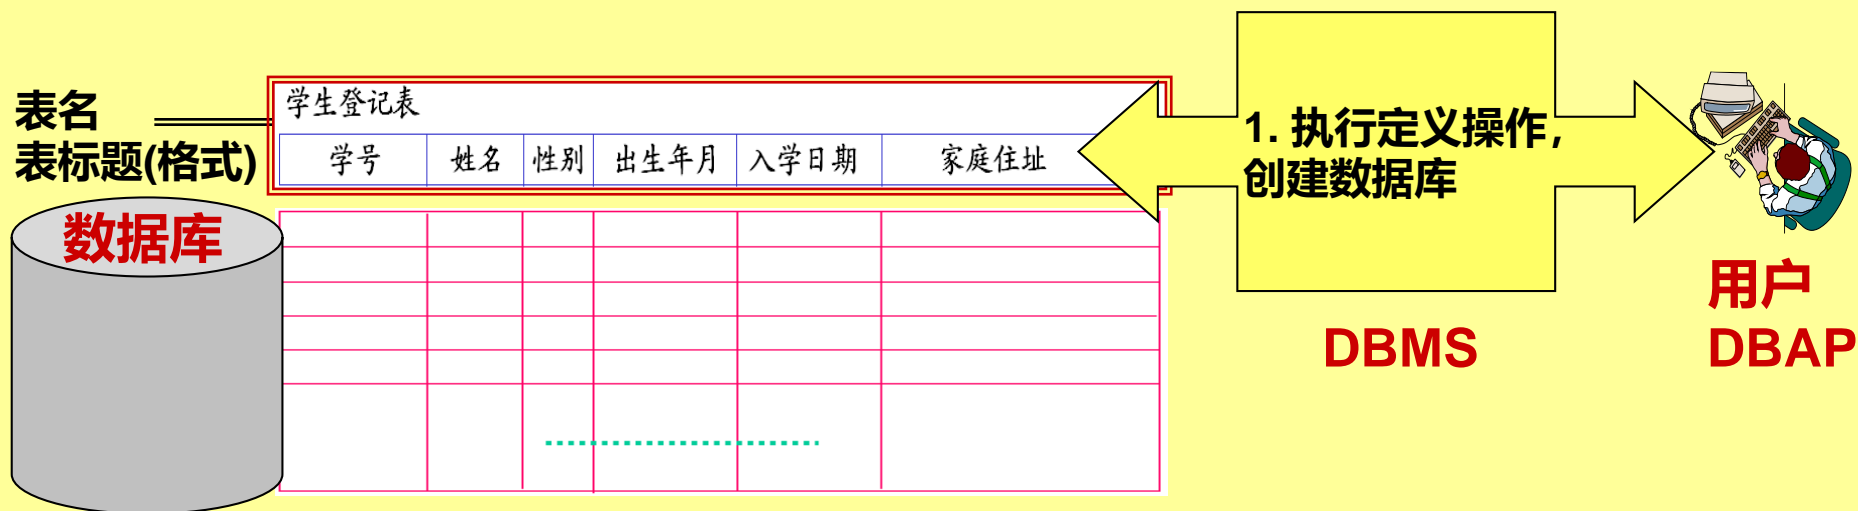 表名
表标题(格式)
学生登记表
学号 姓名 性别 出生年月 入学日期 家庭住址
1. 执行定义操作,
创建数据库
数据库
用户
DBMS
DBAP